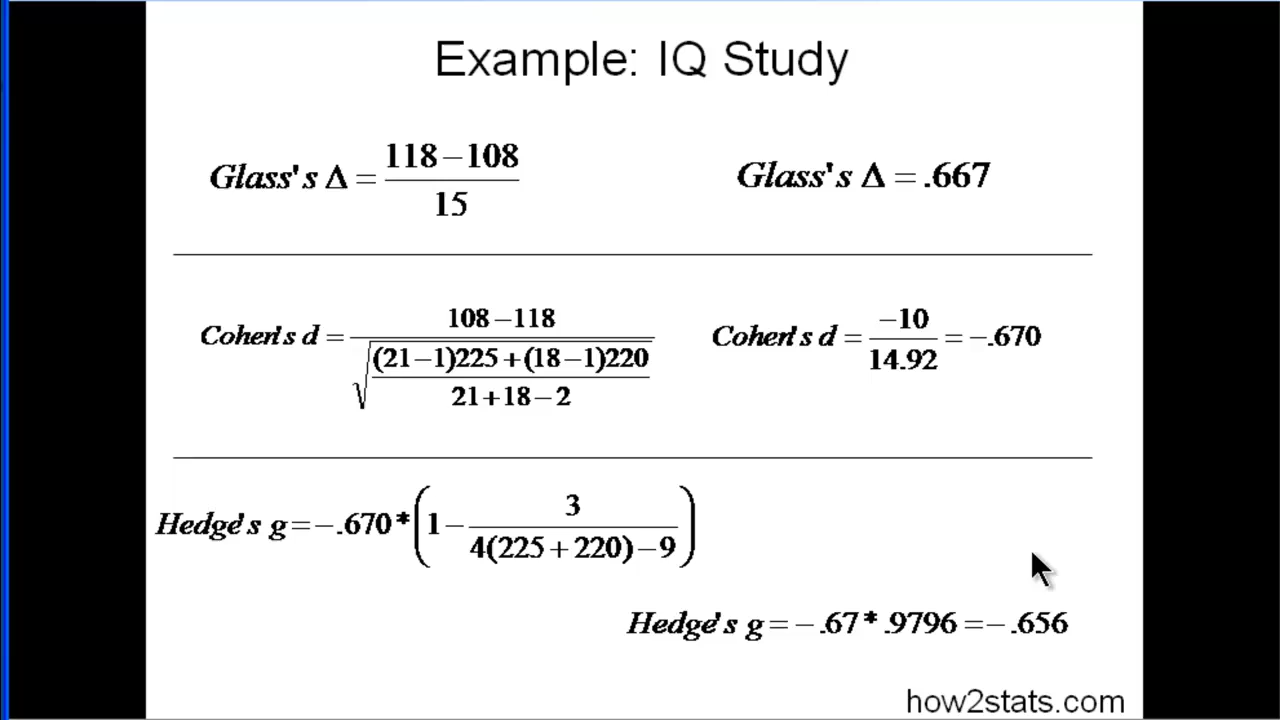 Example: IQ Study
Glass's Δ = (118 − 108) / 15
Glass's Δ = .667
Cohen's d = (108 − 118) / √(((21 − 1)225 + (18 − 1)220) / (21 + 18 − 2))
Cohen's d = −10 / 14.92 = −.670
Hedge's g = −.670 * (1 − 3 / (4(225 + 220) − 9))
Hedge's g = − .67 * .9796 = − .656
how2stats.com